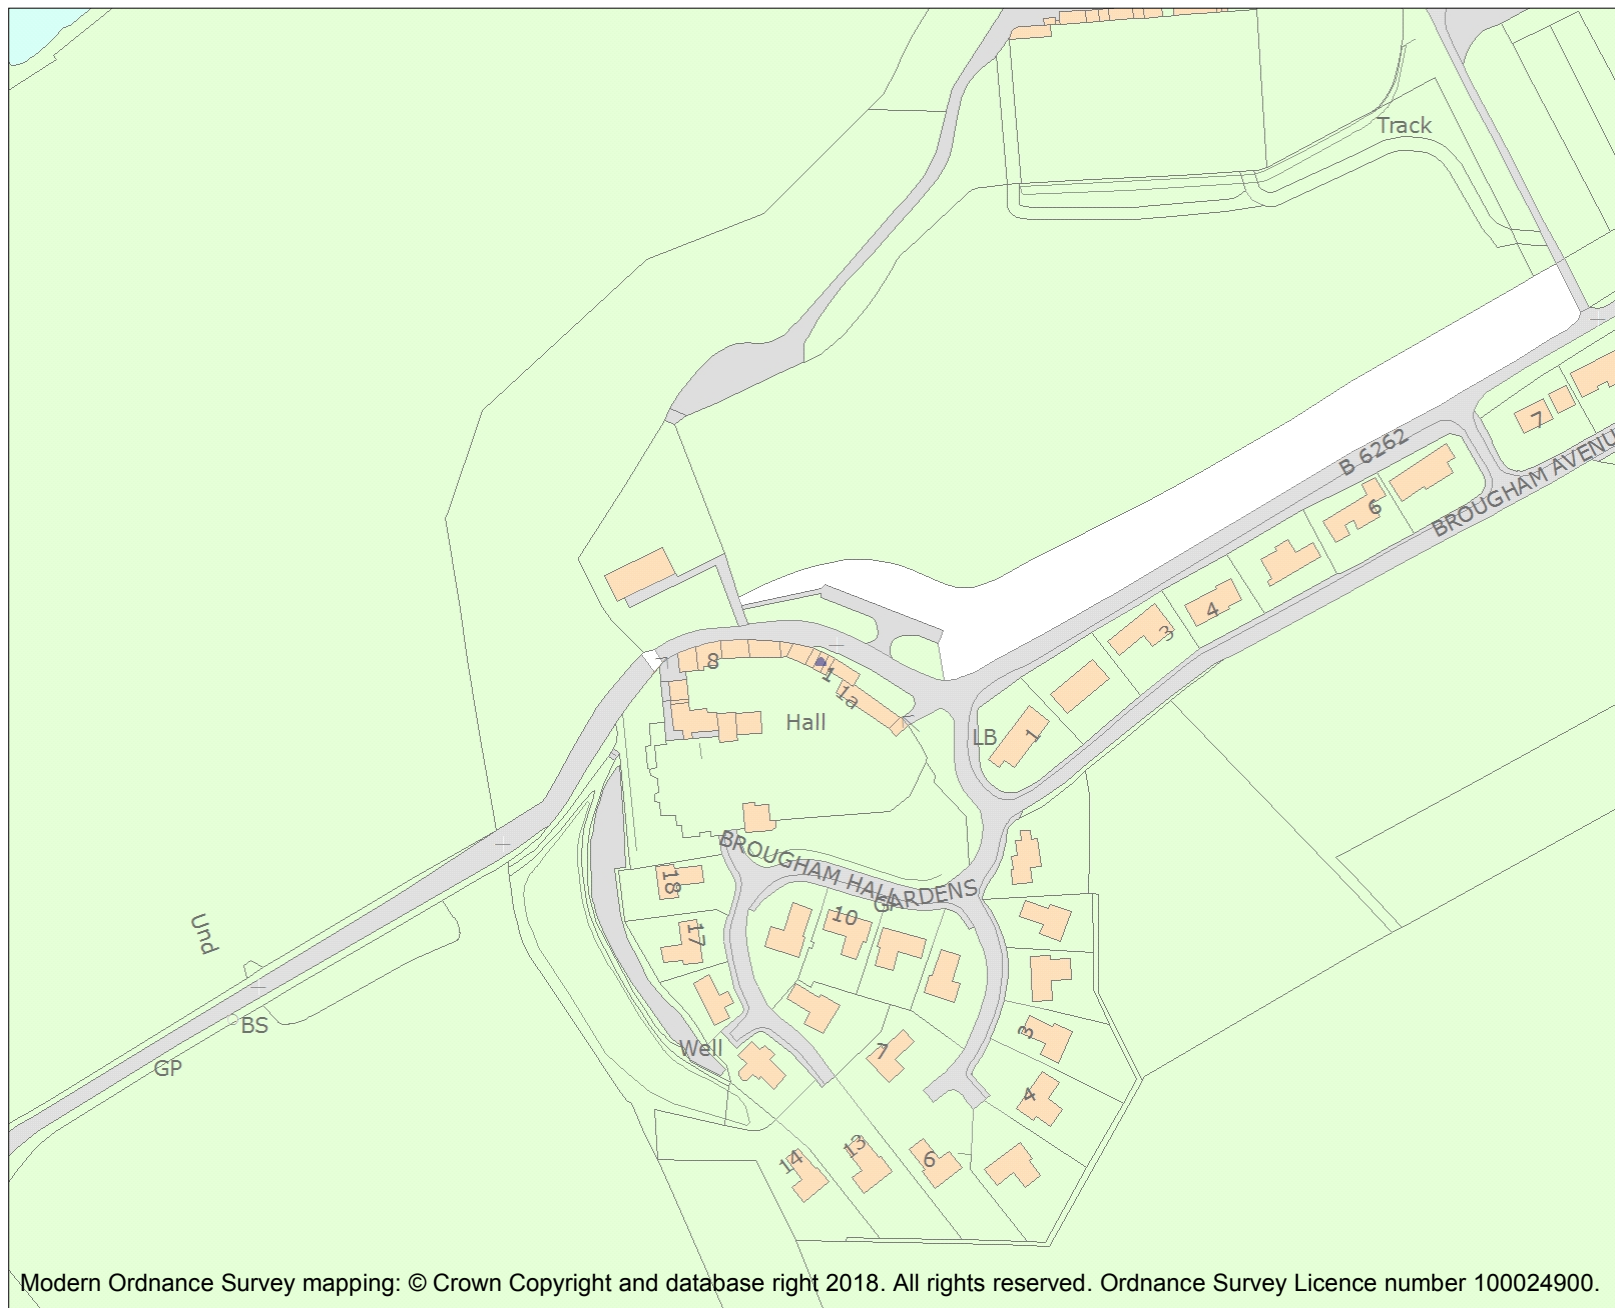 Track
B 6262
7
BROUGHAM AVENU
6
4
3
8
1
1a
Hall
LB
1
BROUGHAM HALL
GARDENS
18
10
17
Und
BS
GP
Well
7
3
4
14
13
6
Modern Ordnance Survey mapping: © Crown Copyright and database right 2018. All rights reserved. Ordnance Survey Licence number 100024900.